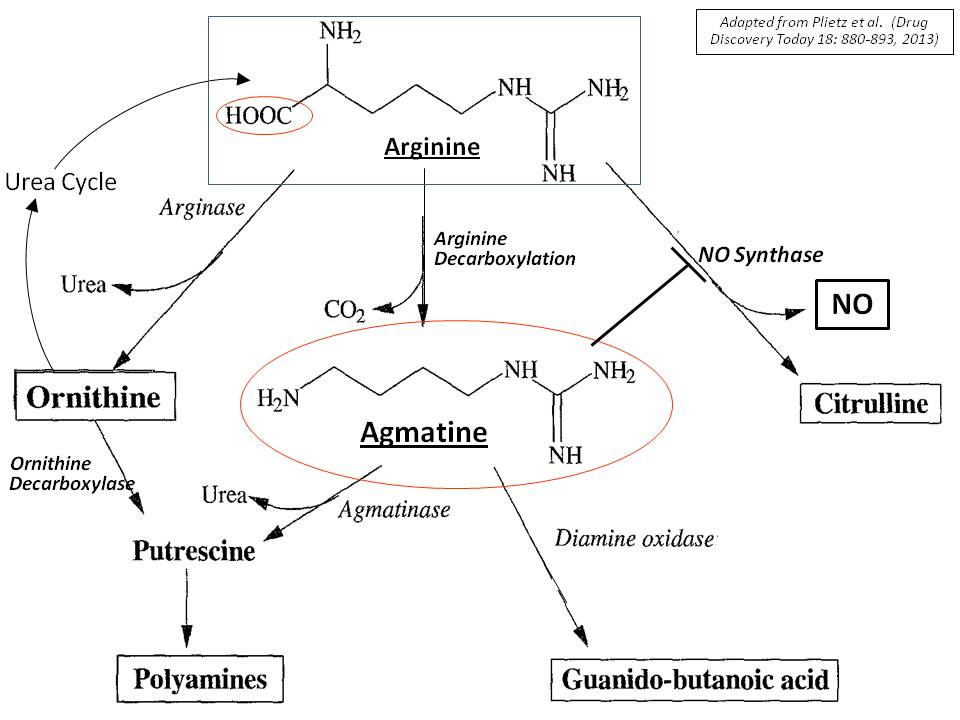 Adapted from Plietz et al. (Drug
Discovery Today 18: 880-893, 2013)
NH2
HOOC
NH
NH2
NH
Arginine
Urea Cycle
Arginase
Arginine
Decarboxylation
NO Synthase
Urea
CO2
NO
Ornithine
H2N
NH
NH2
NH
Agmatine
Citrulline
Ornithine
Decarboxylase
Urea
Agmatinase
Diamine oxidase
Putrescine
Polyamines
Guanido-butanoic acid